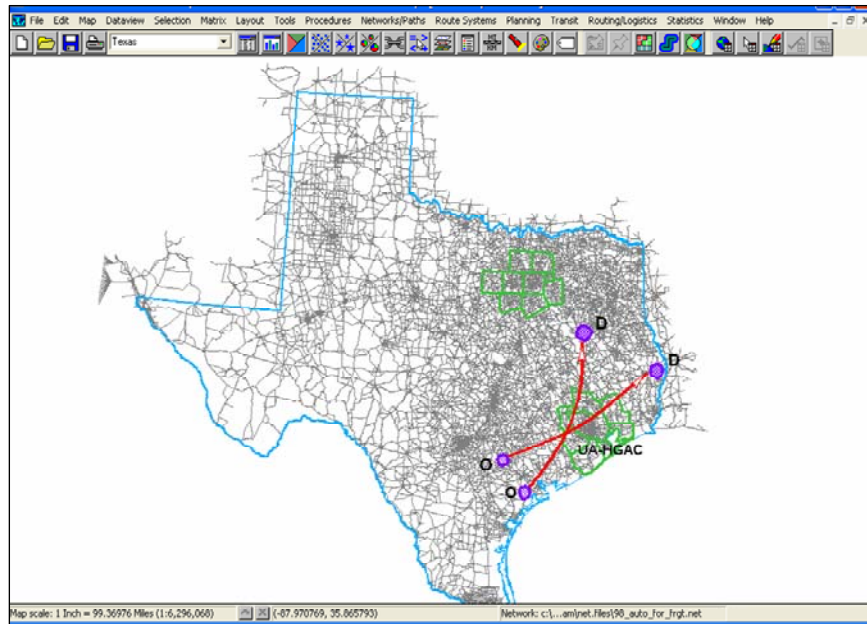 File Edit Map Dataview Selection Matrix Layout Tools Procedures Networks/Paths Route Systems Planning Transit Routing/Logistics Statistics Window Help
Texas
D
D
UA-HGAC
O
O
Map scale: 1 Inch = 99.36976 Miles (1:6,296,068) (-87.970769, 35.865793) Network: c:\...am\net.files\98_auto_for_frgt.net